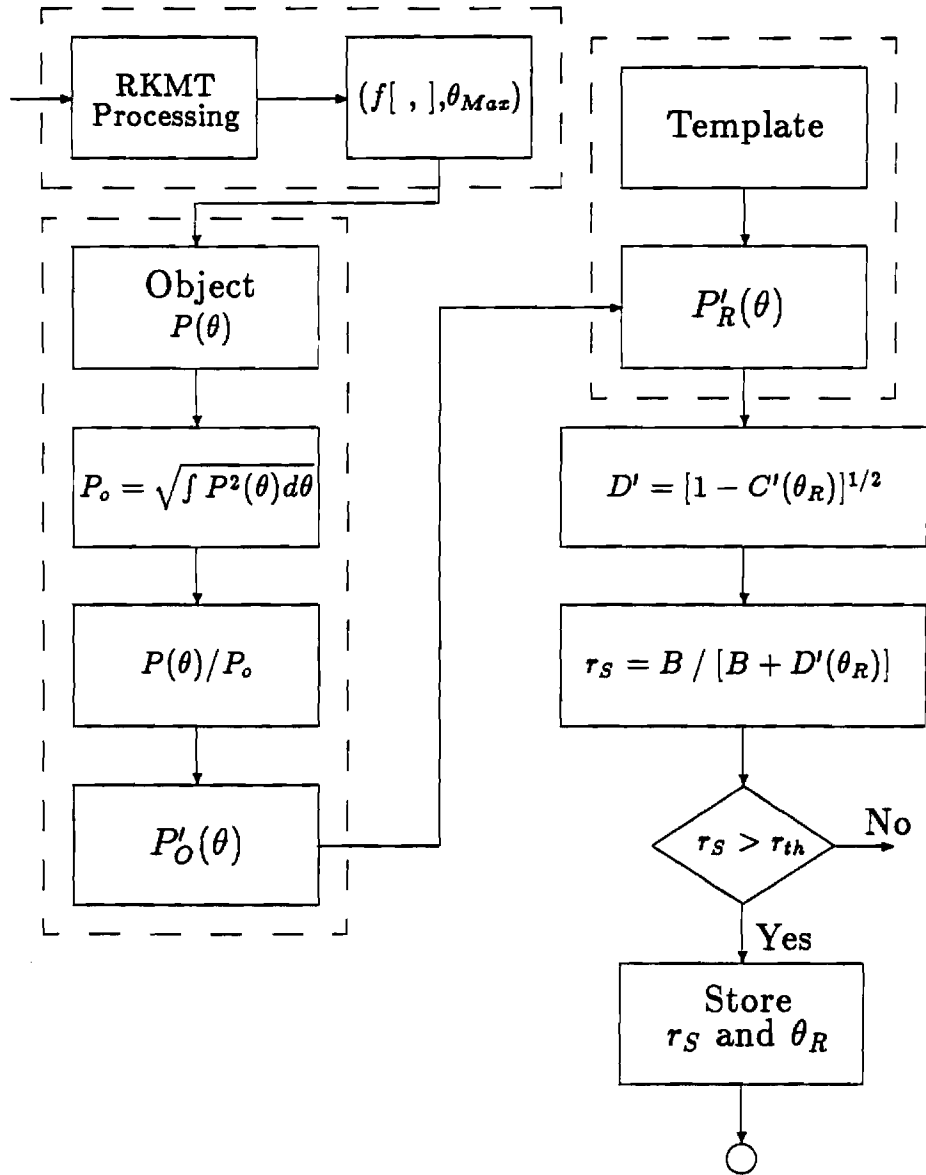 RKMT
Processing
(f[ , ],θ_Max)
Object
P(θ)
P_o = √∫ P²(θ)dθ
P(θ)/P_o
P′_O(θ)
Template
P′_R(θ)
D′ = [1 − C′(θ_R)]^{1/2}
r_S = B / [B + D′(θ_R)]
r_S > r_th
No
Yes
Store
r_S and θ_R